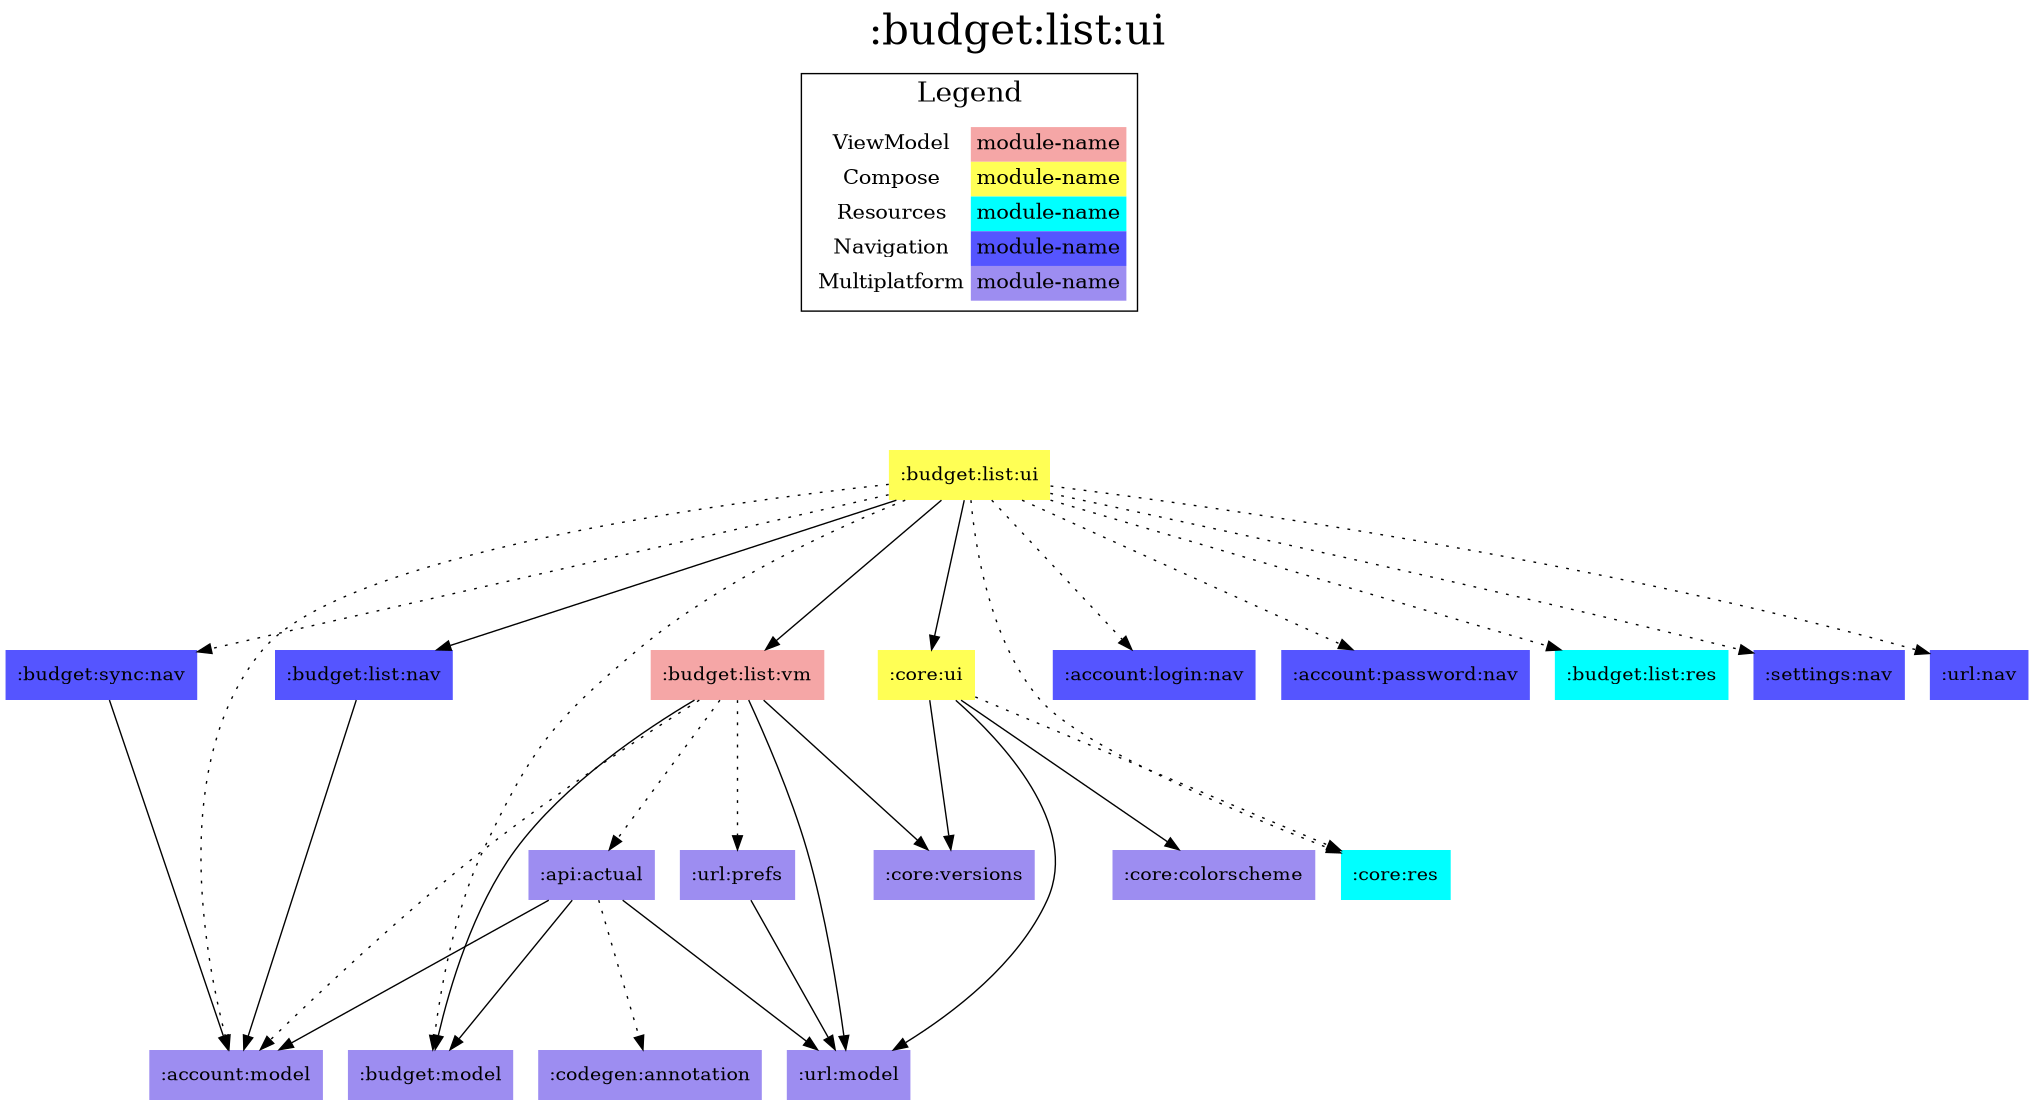 :budget:list:ui
Legend
ViewModel module-name
Compose module-name
Resources module-name
Navigation module-name
Multiplatform module-name
:budget:list:ui
:budget:sync:nav :budget:list:nav :budget:list:vm :core:ui :account:login:nav :account:password:nav :budget:list:res :settings:nav :url:nav
:api:actual :url:prefs :core:versions :core:colorscheme :core:res
:account:model :budget:model :codegen:annotation :url:model